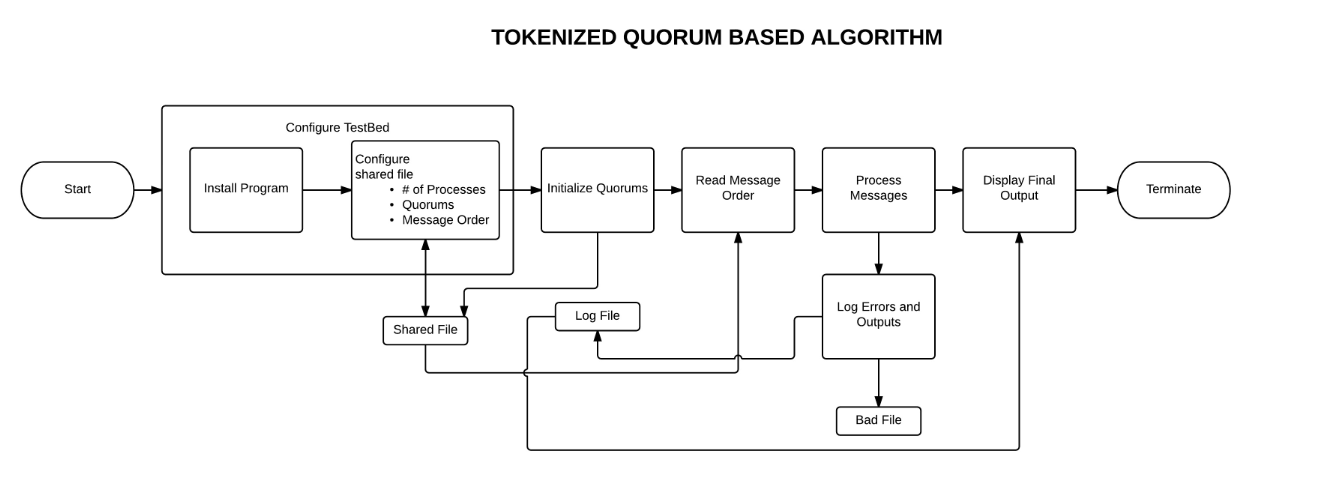 TOKENIZED QUORUM BASED ALGORITHM
Configure TestBed
Start
Install Program
Configure
shared file
• # of Processes
• Quorums
• Message Order
Initialize Quorums
Read Message
Order
Process
Messages
Display Final
Output
Terminate
Shared File
Log File
Log Errors and
Outputs
Bad File